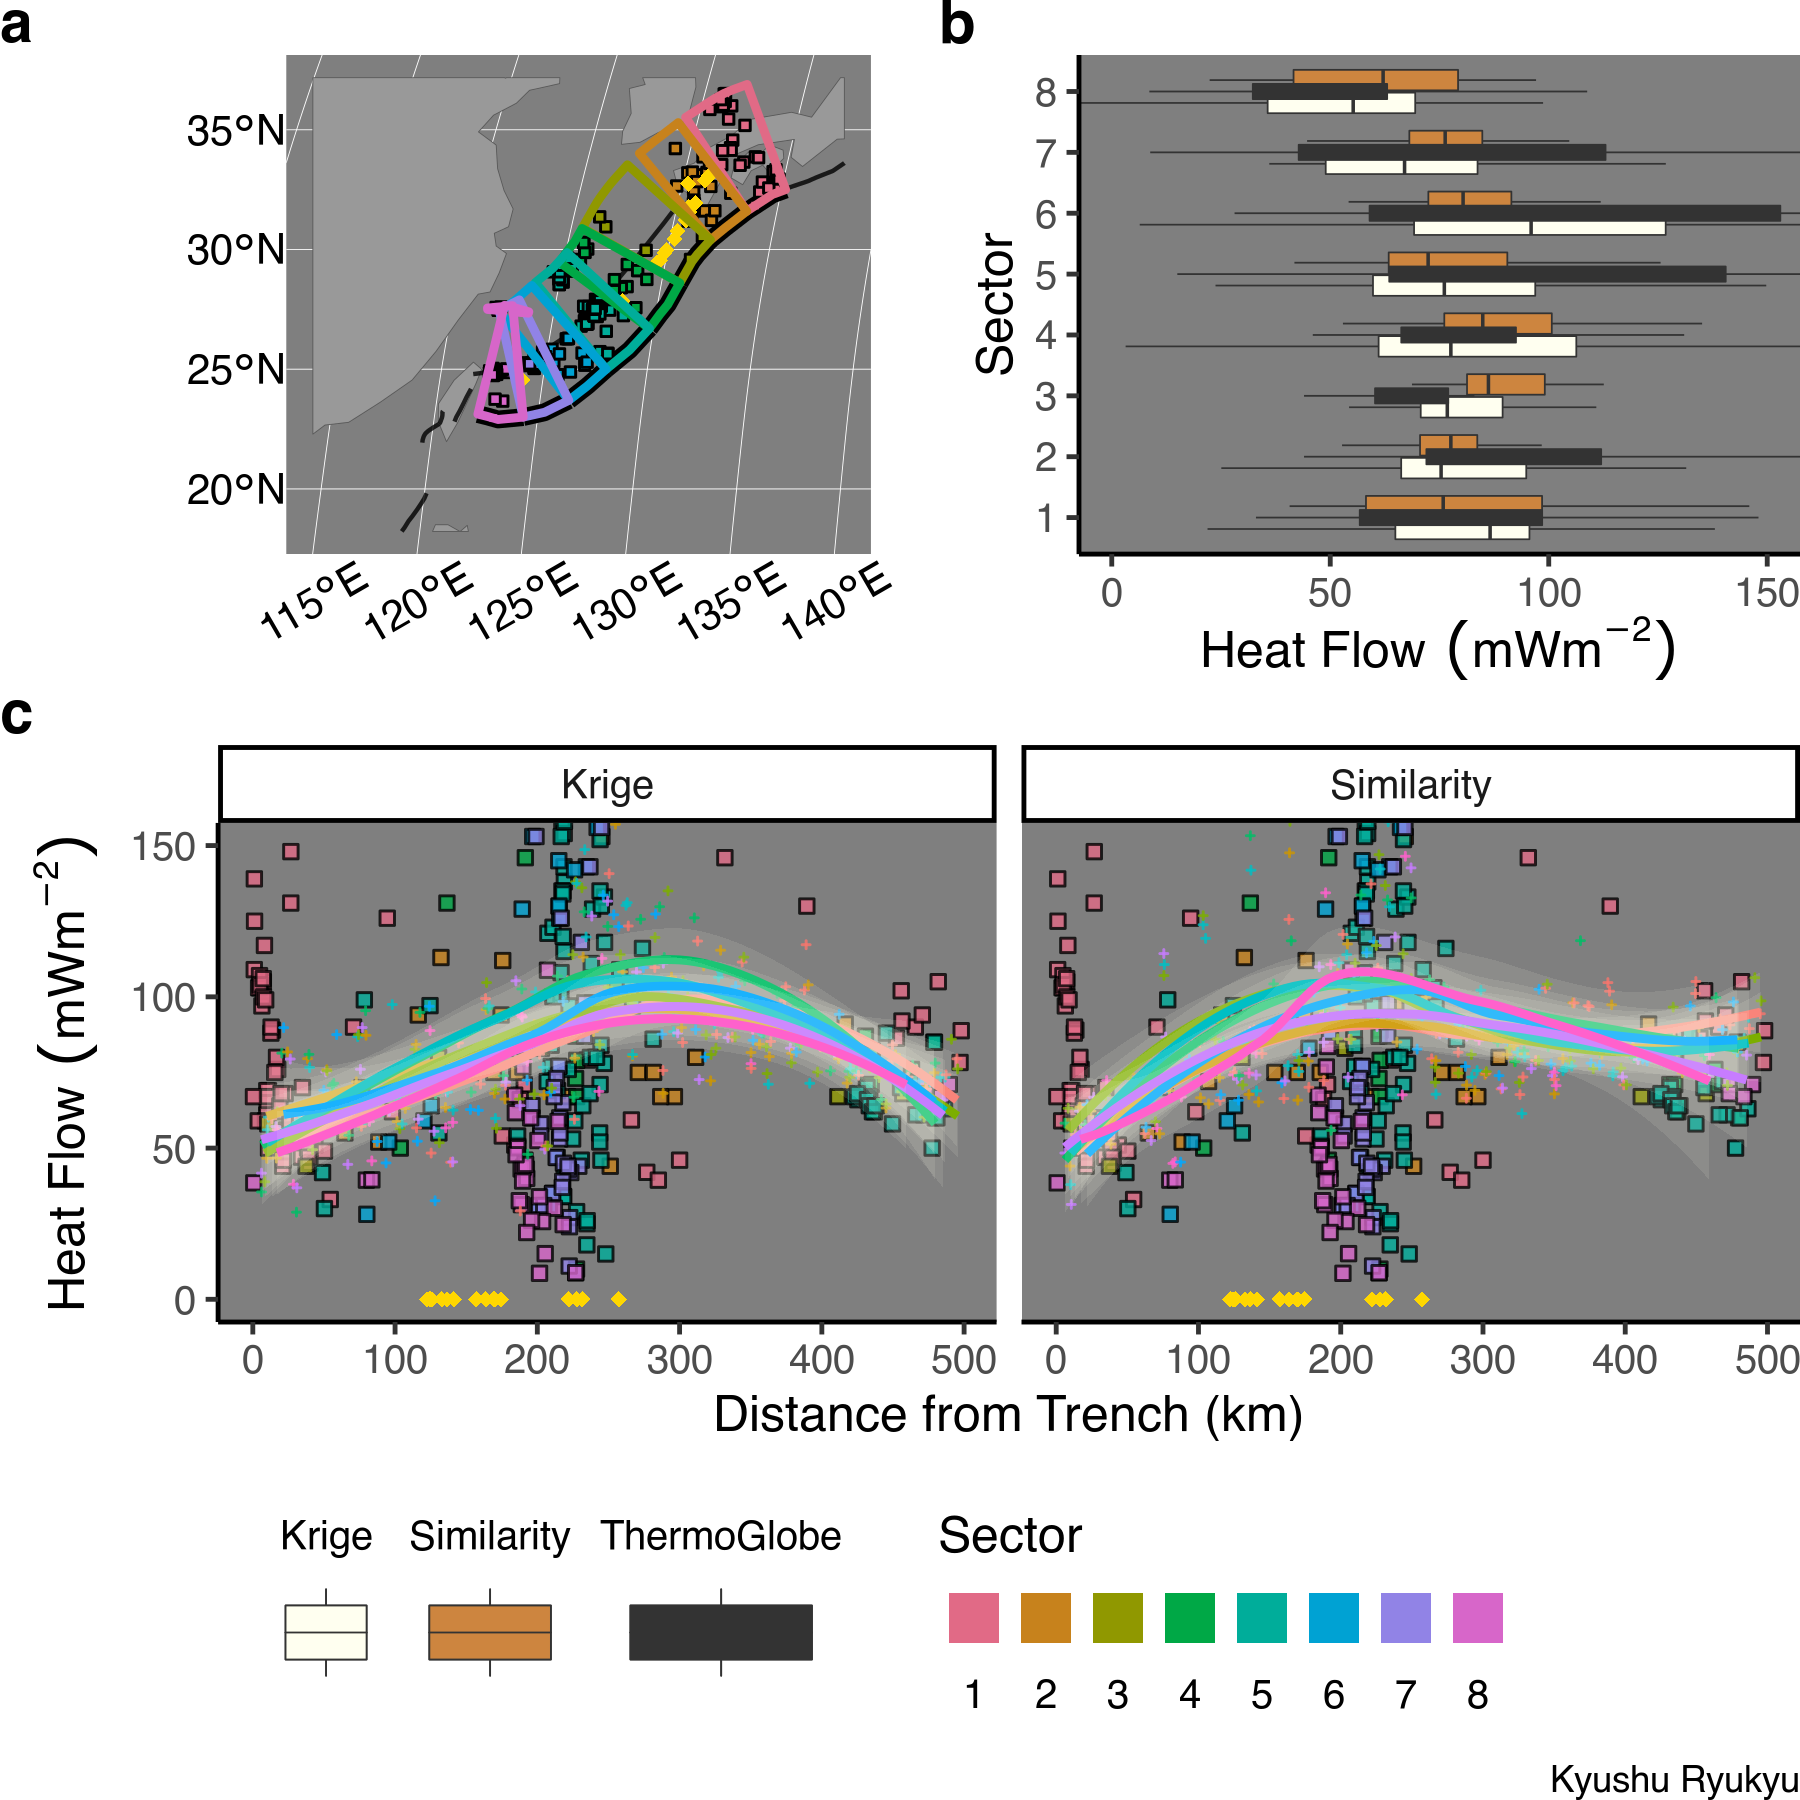 a
b
35°N
30°N
25°N
20°N
115°E
120°E
125°E
130°E
135°E
140°E
Sector
8
7
6
5
4
3
2
1
0
50
100
150
Heat Flow (mWm⁻²)
c
Krige
Similarity
Heat Flow (mWm⁻²)
150
100
50
0
0 100 200 300 400 500
0 100 200 300 400 500
Distance from Trench (km)
Krige Similarity ThermoGlobe
Sector
1 2 3 4 5 6 7 8
Kyushu Ryukyu